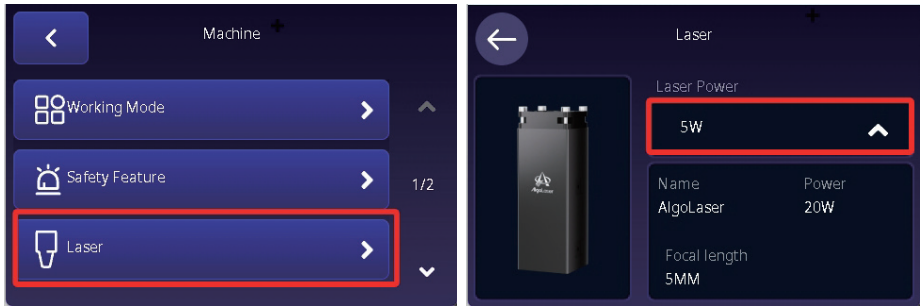 Machine
Working Mode
Safety Feature
1/2
Laser
Laser
Laser Power
5W
AlgoLaser
Name Power
AlgoLaser 20W
Focal length
5MM